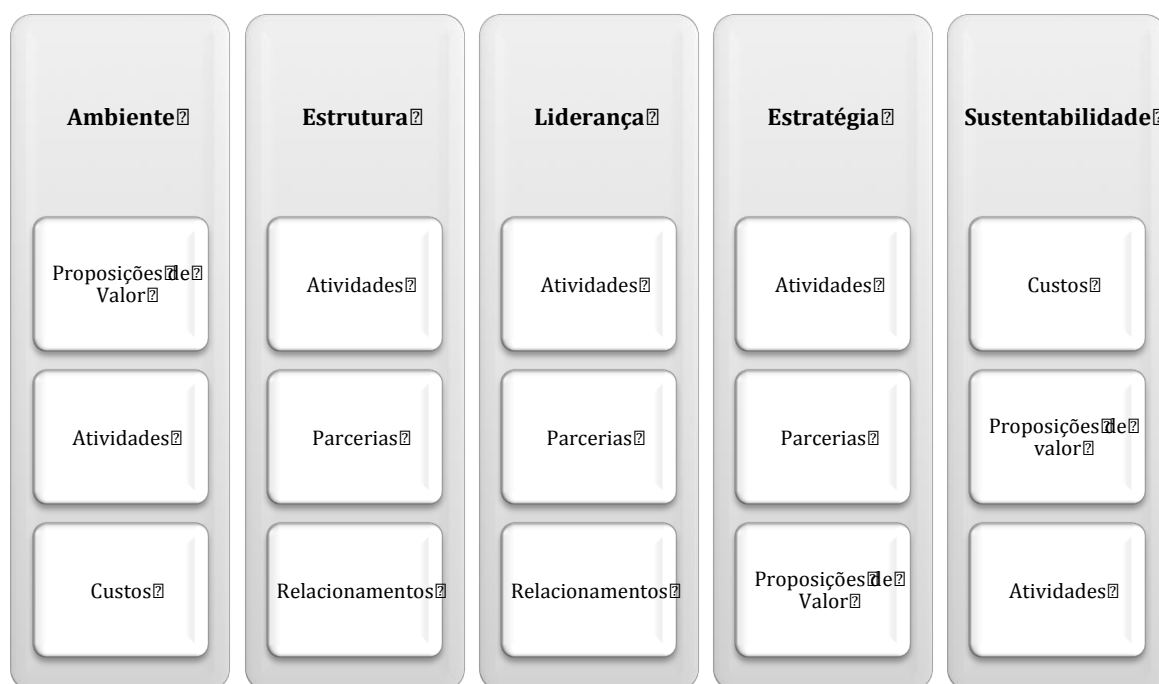 Ambiente
Proposições de
Valor
Atividades
Custos
Estrutura
Atividades
Parcerias
Relacionamentos
Liderança
Atividades
Parcerias
Relacionamentos
Estratégia
Atividades
Parcerias
Proposições de
Valor
Sustentabilidade
Custos
Proposições de
valor
Atividades